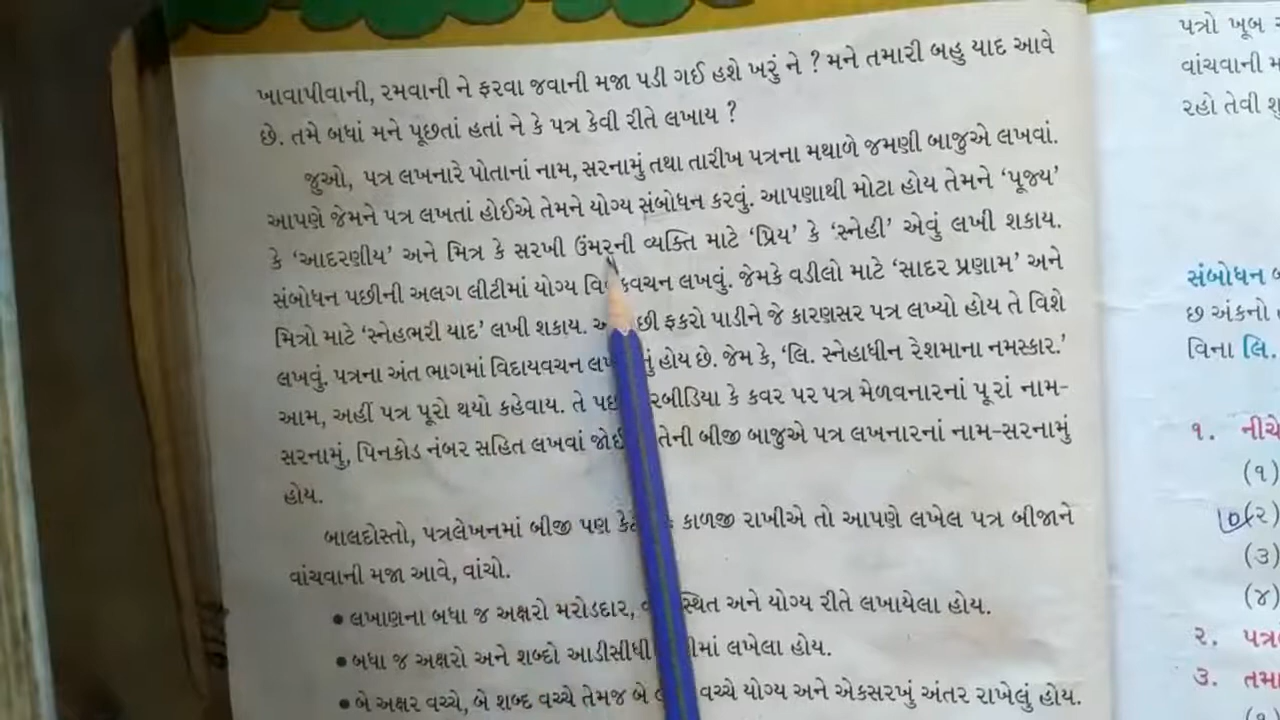 ખાવાપીવાની, રમવાની ને ફરવા જવાની મજા પડી ગઈ હશે ખરું ને ? મને તમારી બહુ યાદ આવે
છે. તમે બધાં મને પૂછતાં હતાં ને કે પત્ર કેવી રીતે લખાય ?
જુઓ, પત્ર લખનારે પોતાનાં નામ, સરનામું તથા તારીખ પત્રના મથાળે જમણી બાજુએ લખવાં.
આપણે જેમને પત્ર લખતાં હોઈએ તેમને યોગ્ય સંબોધન કરવું. આપણાથી મોટા હોય તેમને ‘પૂજ્ય’
કે ‘આદરણીય’ અને મિત્ર કે સરખી ઉંમરની વ્યક્તિ માટે ‘પ્રિય’ કે ‘સ્નેહી’ એવું લખી શકાય.
સંબોધન પછીની અલગ લીટીમાં યોગ્ય લખવું. જેમકે વડીલો માટે ‘સાદર પ્રણામ’ અને
મિત્રો માટે ‘સ્નેહભરી યાદ’ લખી શકાય. ફકરો પાડીને જે કારણસર પત્ર લખ્યો હોય તે વિશે
લખવું. પત્રના અંત ભાગમાં વિદાયવચન હોય છે. જેમ કે, ‘લિ. સ્નેહાધીન રેશમાના નમસ્કાર.’
આમ, અહીં પત્ર પૂરો થયો કહેવાય. તે કે કવર પર પત્ર મેળવનારનાં પૂરાં નામ-
સરનામું, પિનકોડ નંબર સહિત લખવાં તેની બીજી બાજુએ પત્ર લખનારનાં નામ-સરનામું
હોય.
બાલદોસ્તો, પત્રલેખનમાં બીજી પણ કાળજી રાખીએ તો આપણે લખેલ પત્ર બીજાને
વાંચવાની મજા આવે, વાંચો.
• લખાણના બધા જ અક્ષરો મરોડદાર, અને યોગ્ય રીતે લખાયેલા હોય.
• બધા જ અક્ષરો અને શબ્દો આડીસીધી લખેલા હોય.
• બે અક્ષર વચ્ચે, બે શબ્દ વચ્ચે તેમજ બે વચ્ચે યોગ્ય અને એકસરખું અંતર રાખેલું હોય.
પત્રો ખૂબ
વાંચવાની
રહો તેવી
સંબોધન
છ અંકનો
વિના લિ.
૧. નીચે
(૧)
(૨)
(૩)
(૪)
૨.
૩.